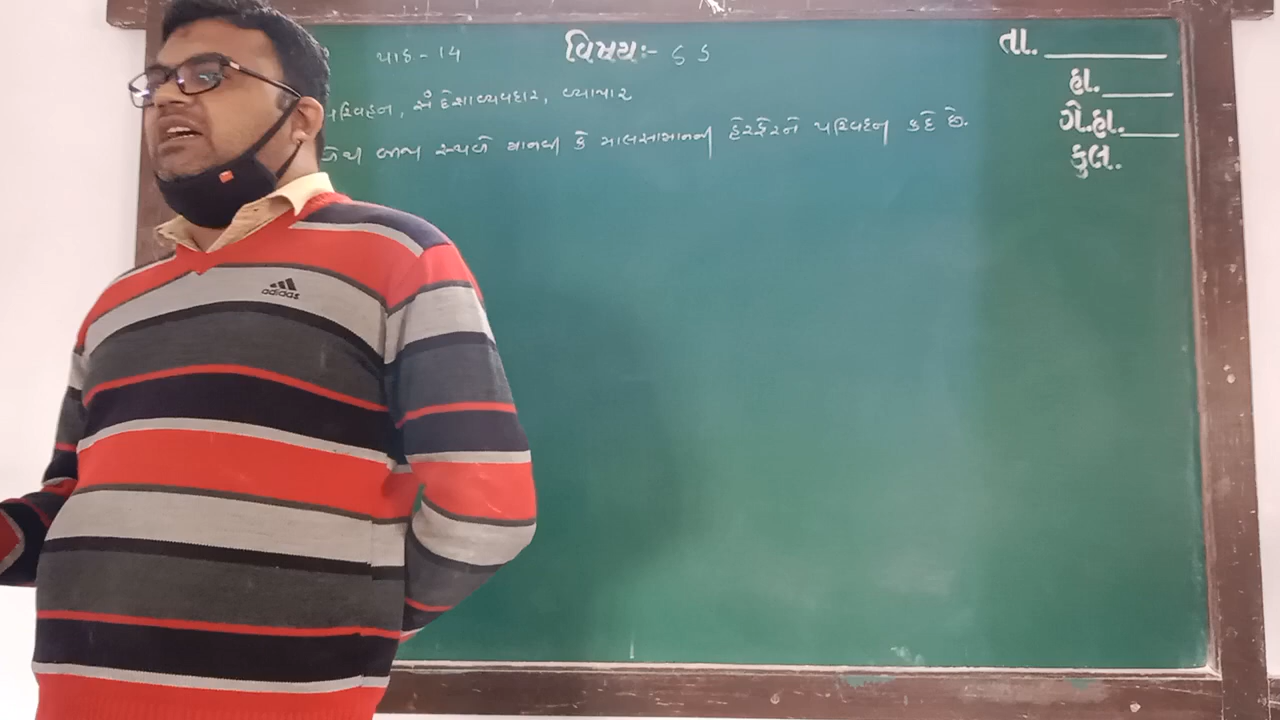 પાઠ - 14
વિષય:- SS
પરિવહન, સંદેશાવ્યવહાર, વ્યાપાર
બીજા સ્થળે માનવી કે માલસામાનની હેરફેરને પરિવહન કહે છે.
તા.
હા.
ગે.હા.
કુલ.
adidas